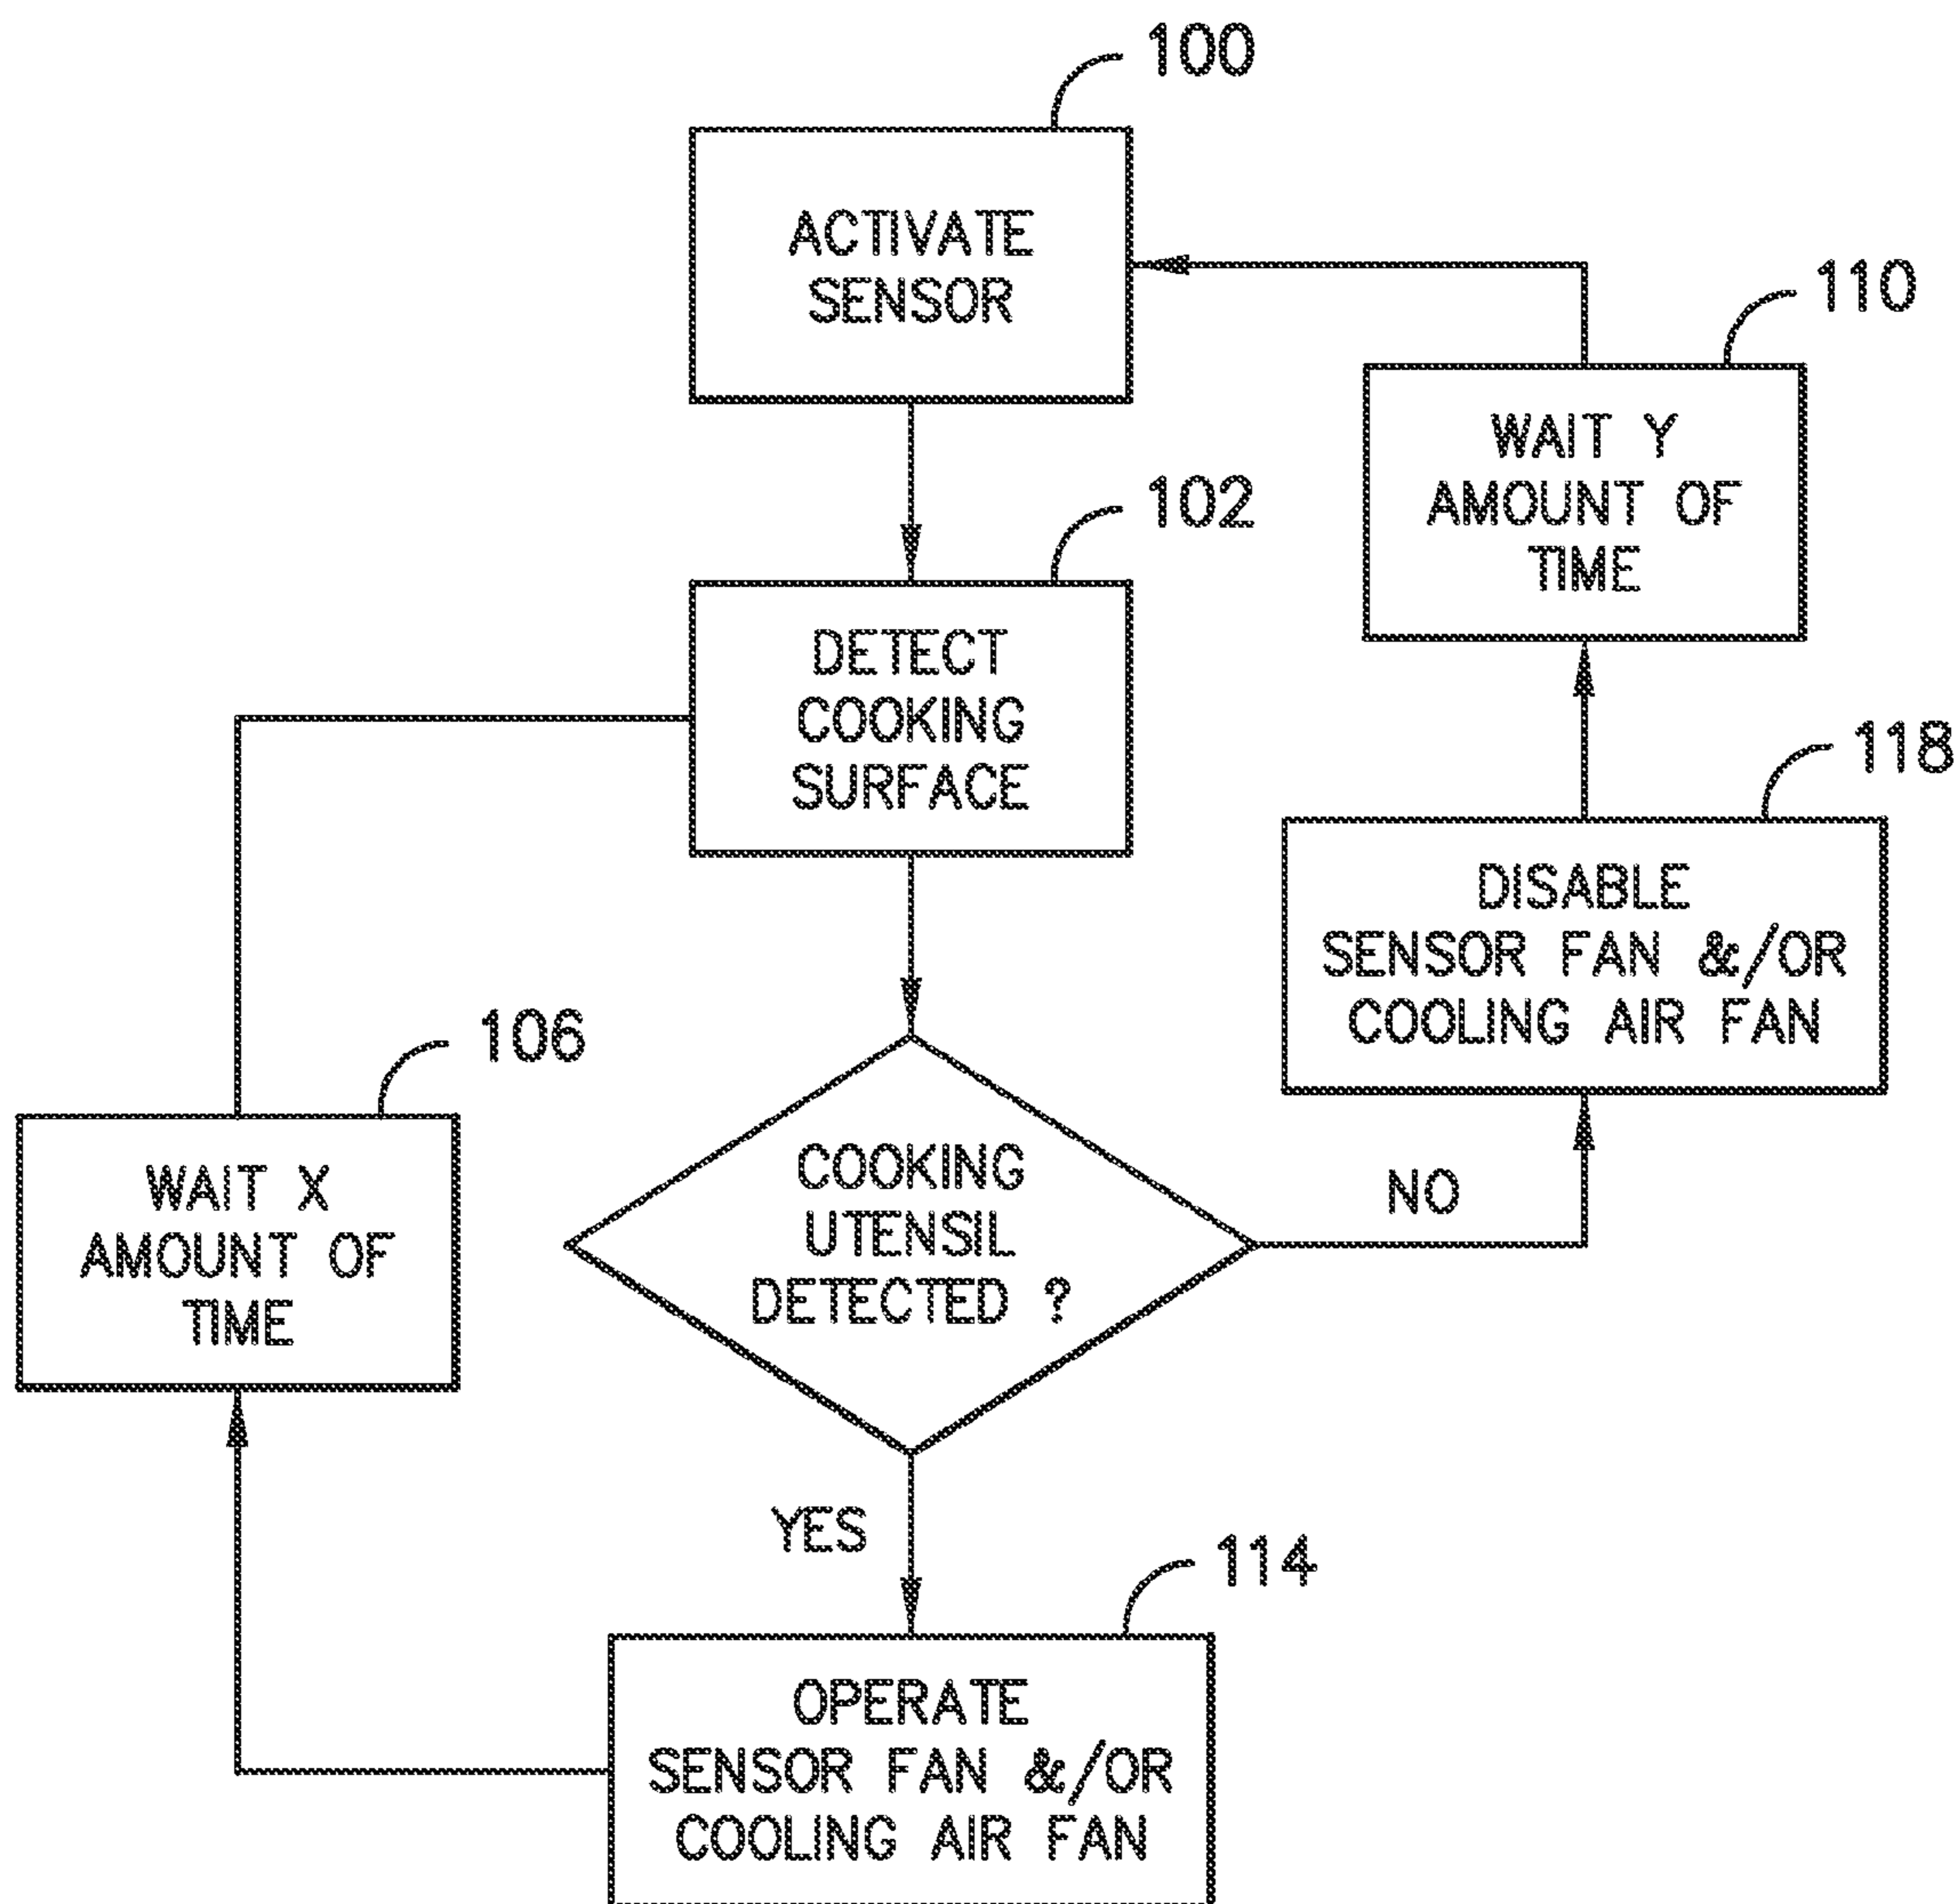 100
ACTIVATE
SENSOR
110
WAIT Y
AMOUNT OF
TIME
102
DETECT
COOKING
SURFACE
118
DISABLE
SENSOR FAN &/OR
COOLING AIR FAN
106
WAIT X
AMOUNT OF
TIME
COOKING
UTENSIL
DETECTED ?
NO
YES
114
OPERATE
SENSOR FAN &/OR
COOLING AIR FAN